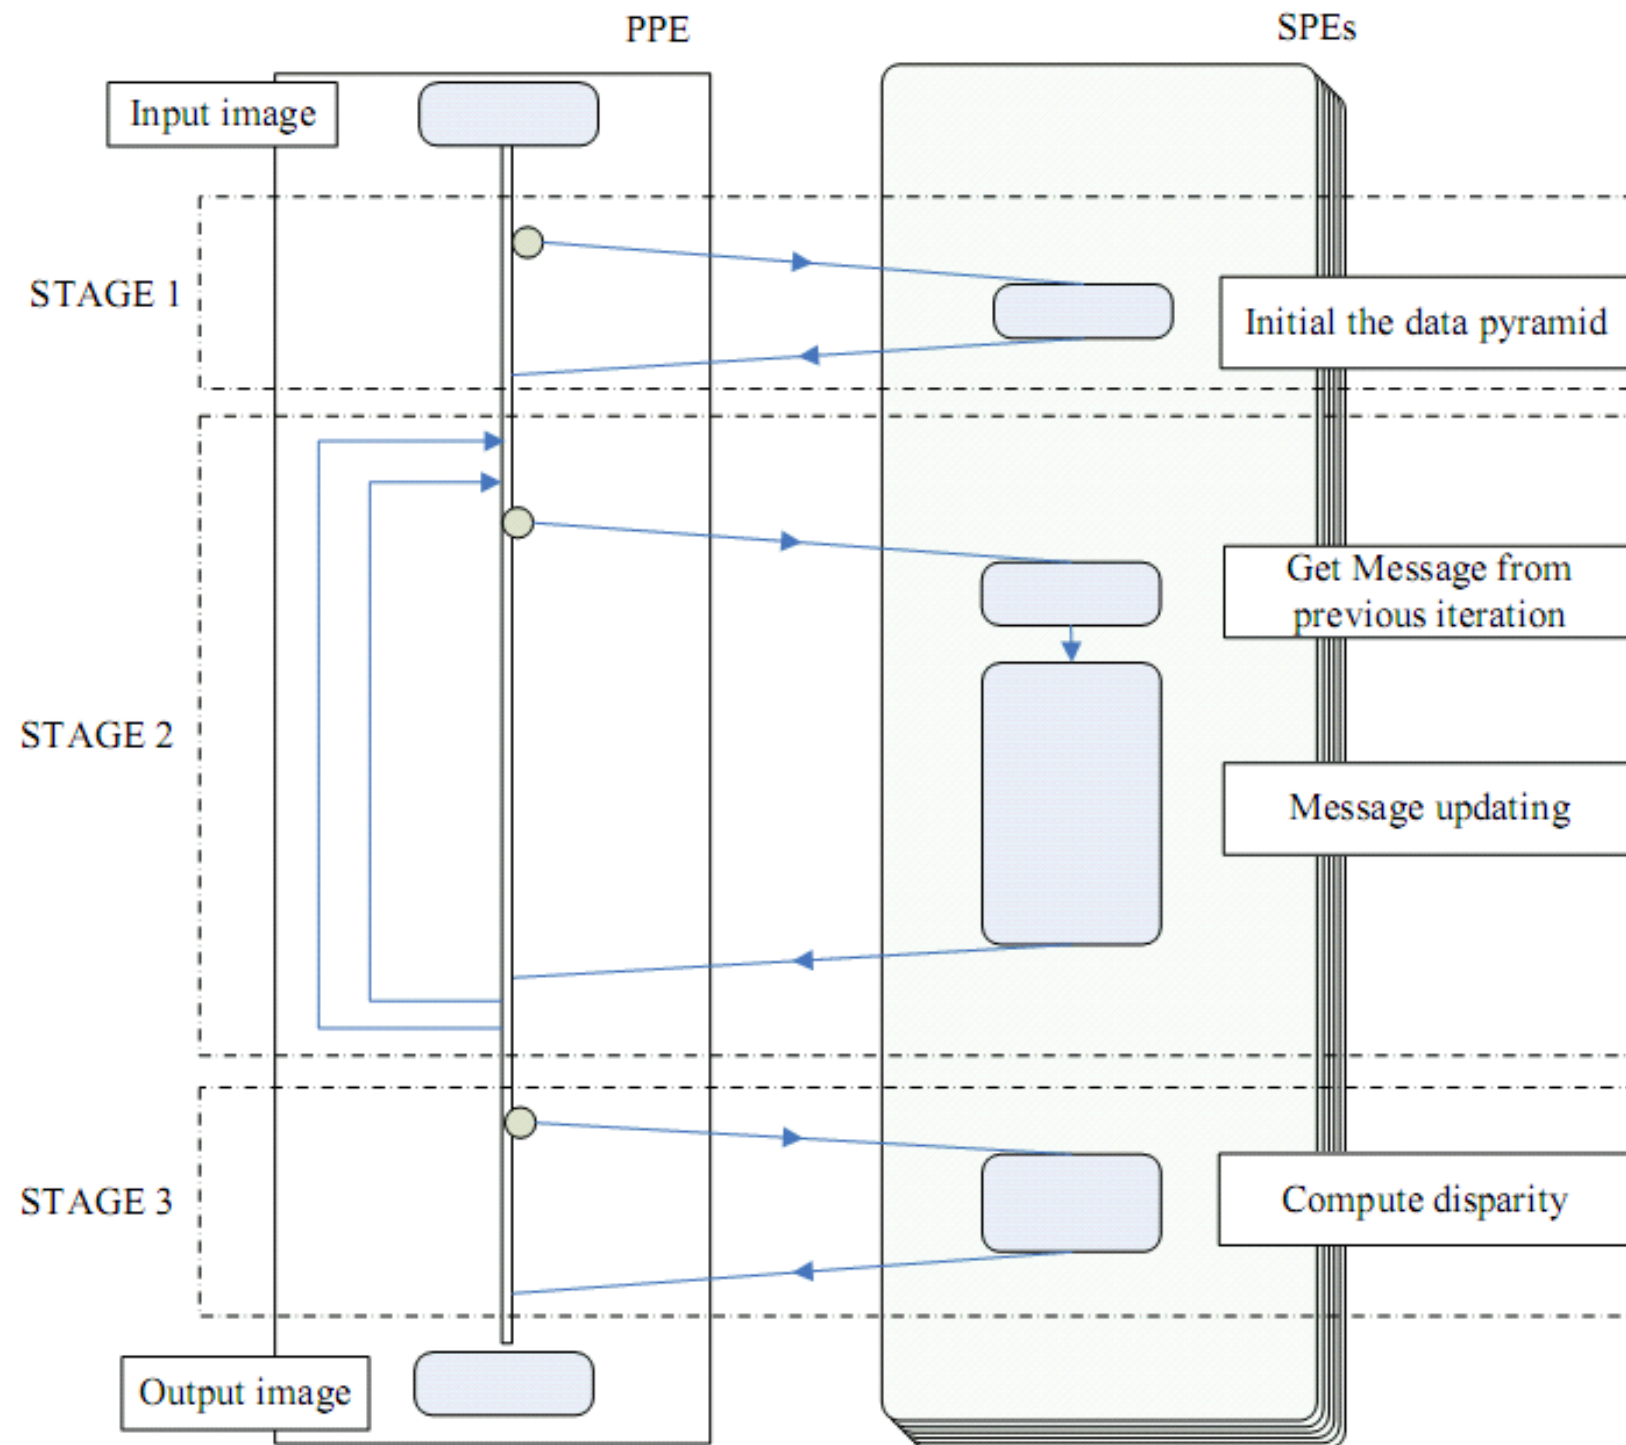 PPE
SPEs
Input image
STAGE 1
Initial the data pyramid
Get Message from
previous iteration
STAGE 2
Message updating
STAGE 3
Compute disparity
Output image